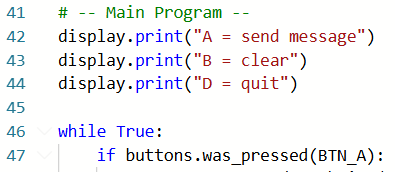 41 # -- Main Program --
42 display.print("A = send message")
43 display.print("B = clear")
44 display.print("D = quit")
45
46 while True:
47 if buttons.was_pressed(BTN_A):